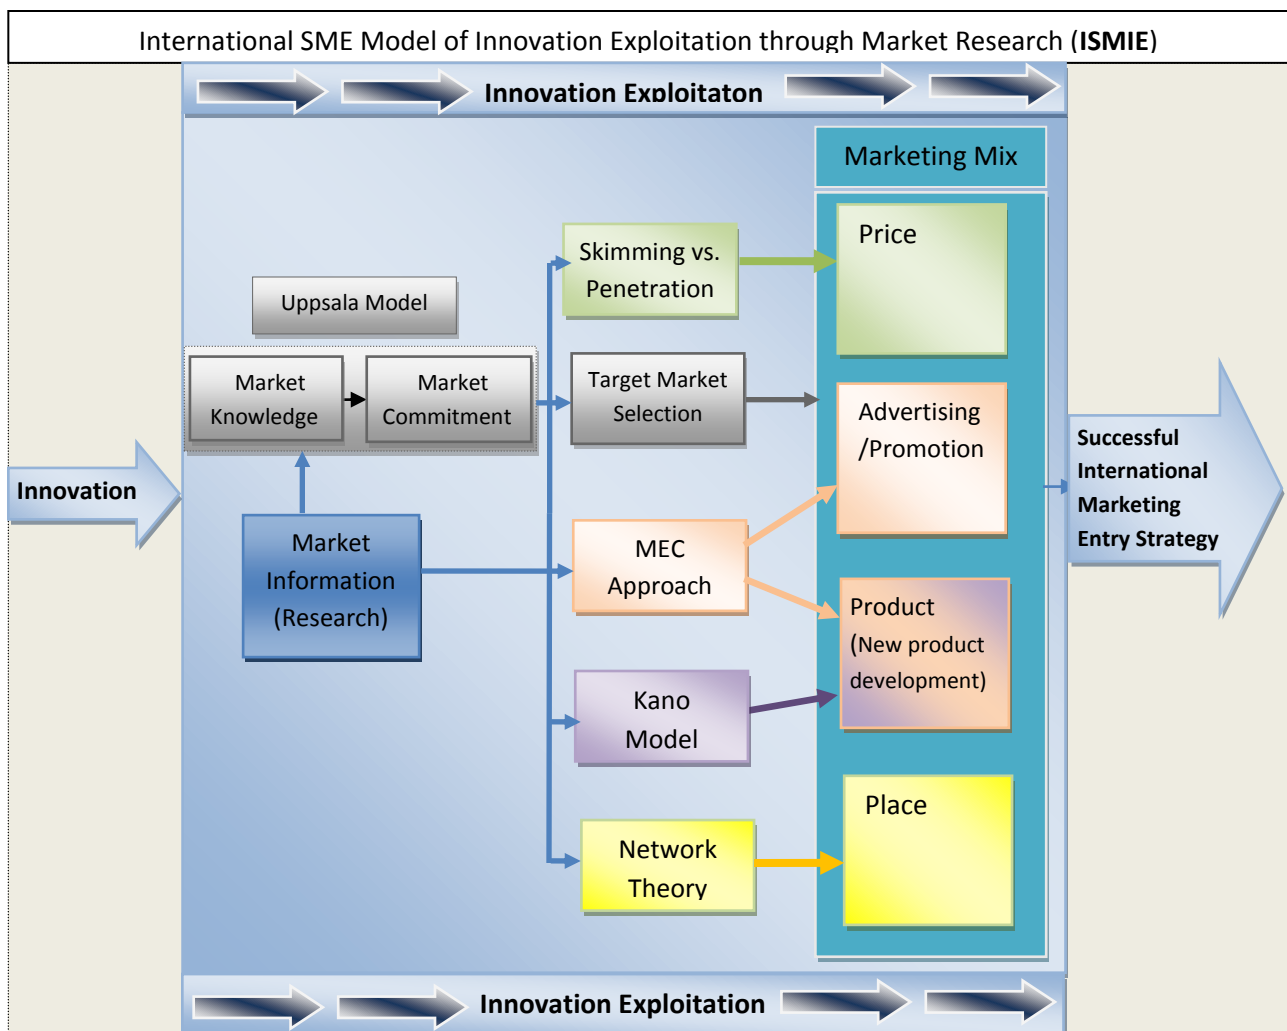 International SME Model of Innovation Exploitation through Market Research (ISMIE)
Innovation Exploitaton
Marketing Mix
Skimming vs.
Penetration
Price
Uppsala Model
Market
Knowledge
Market
Commitment
Target Market
Selection
Advertising
/Promotion
Innovation
Market
Information
(Research)
MEC
Approach
Successful
International
Marketing
Entry Strategy
Product
(New product
development)
Kano
Model
Place
Network
Theory
Innovation Exploitation